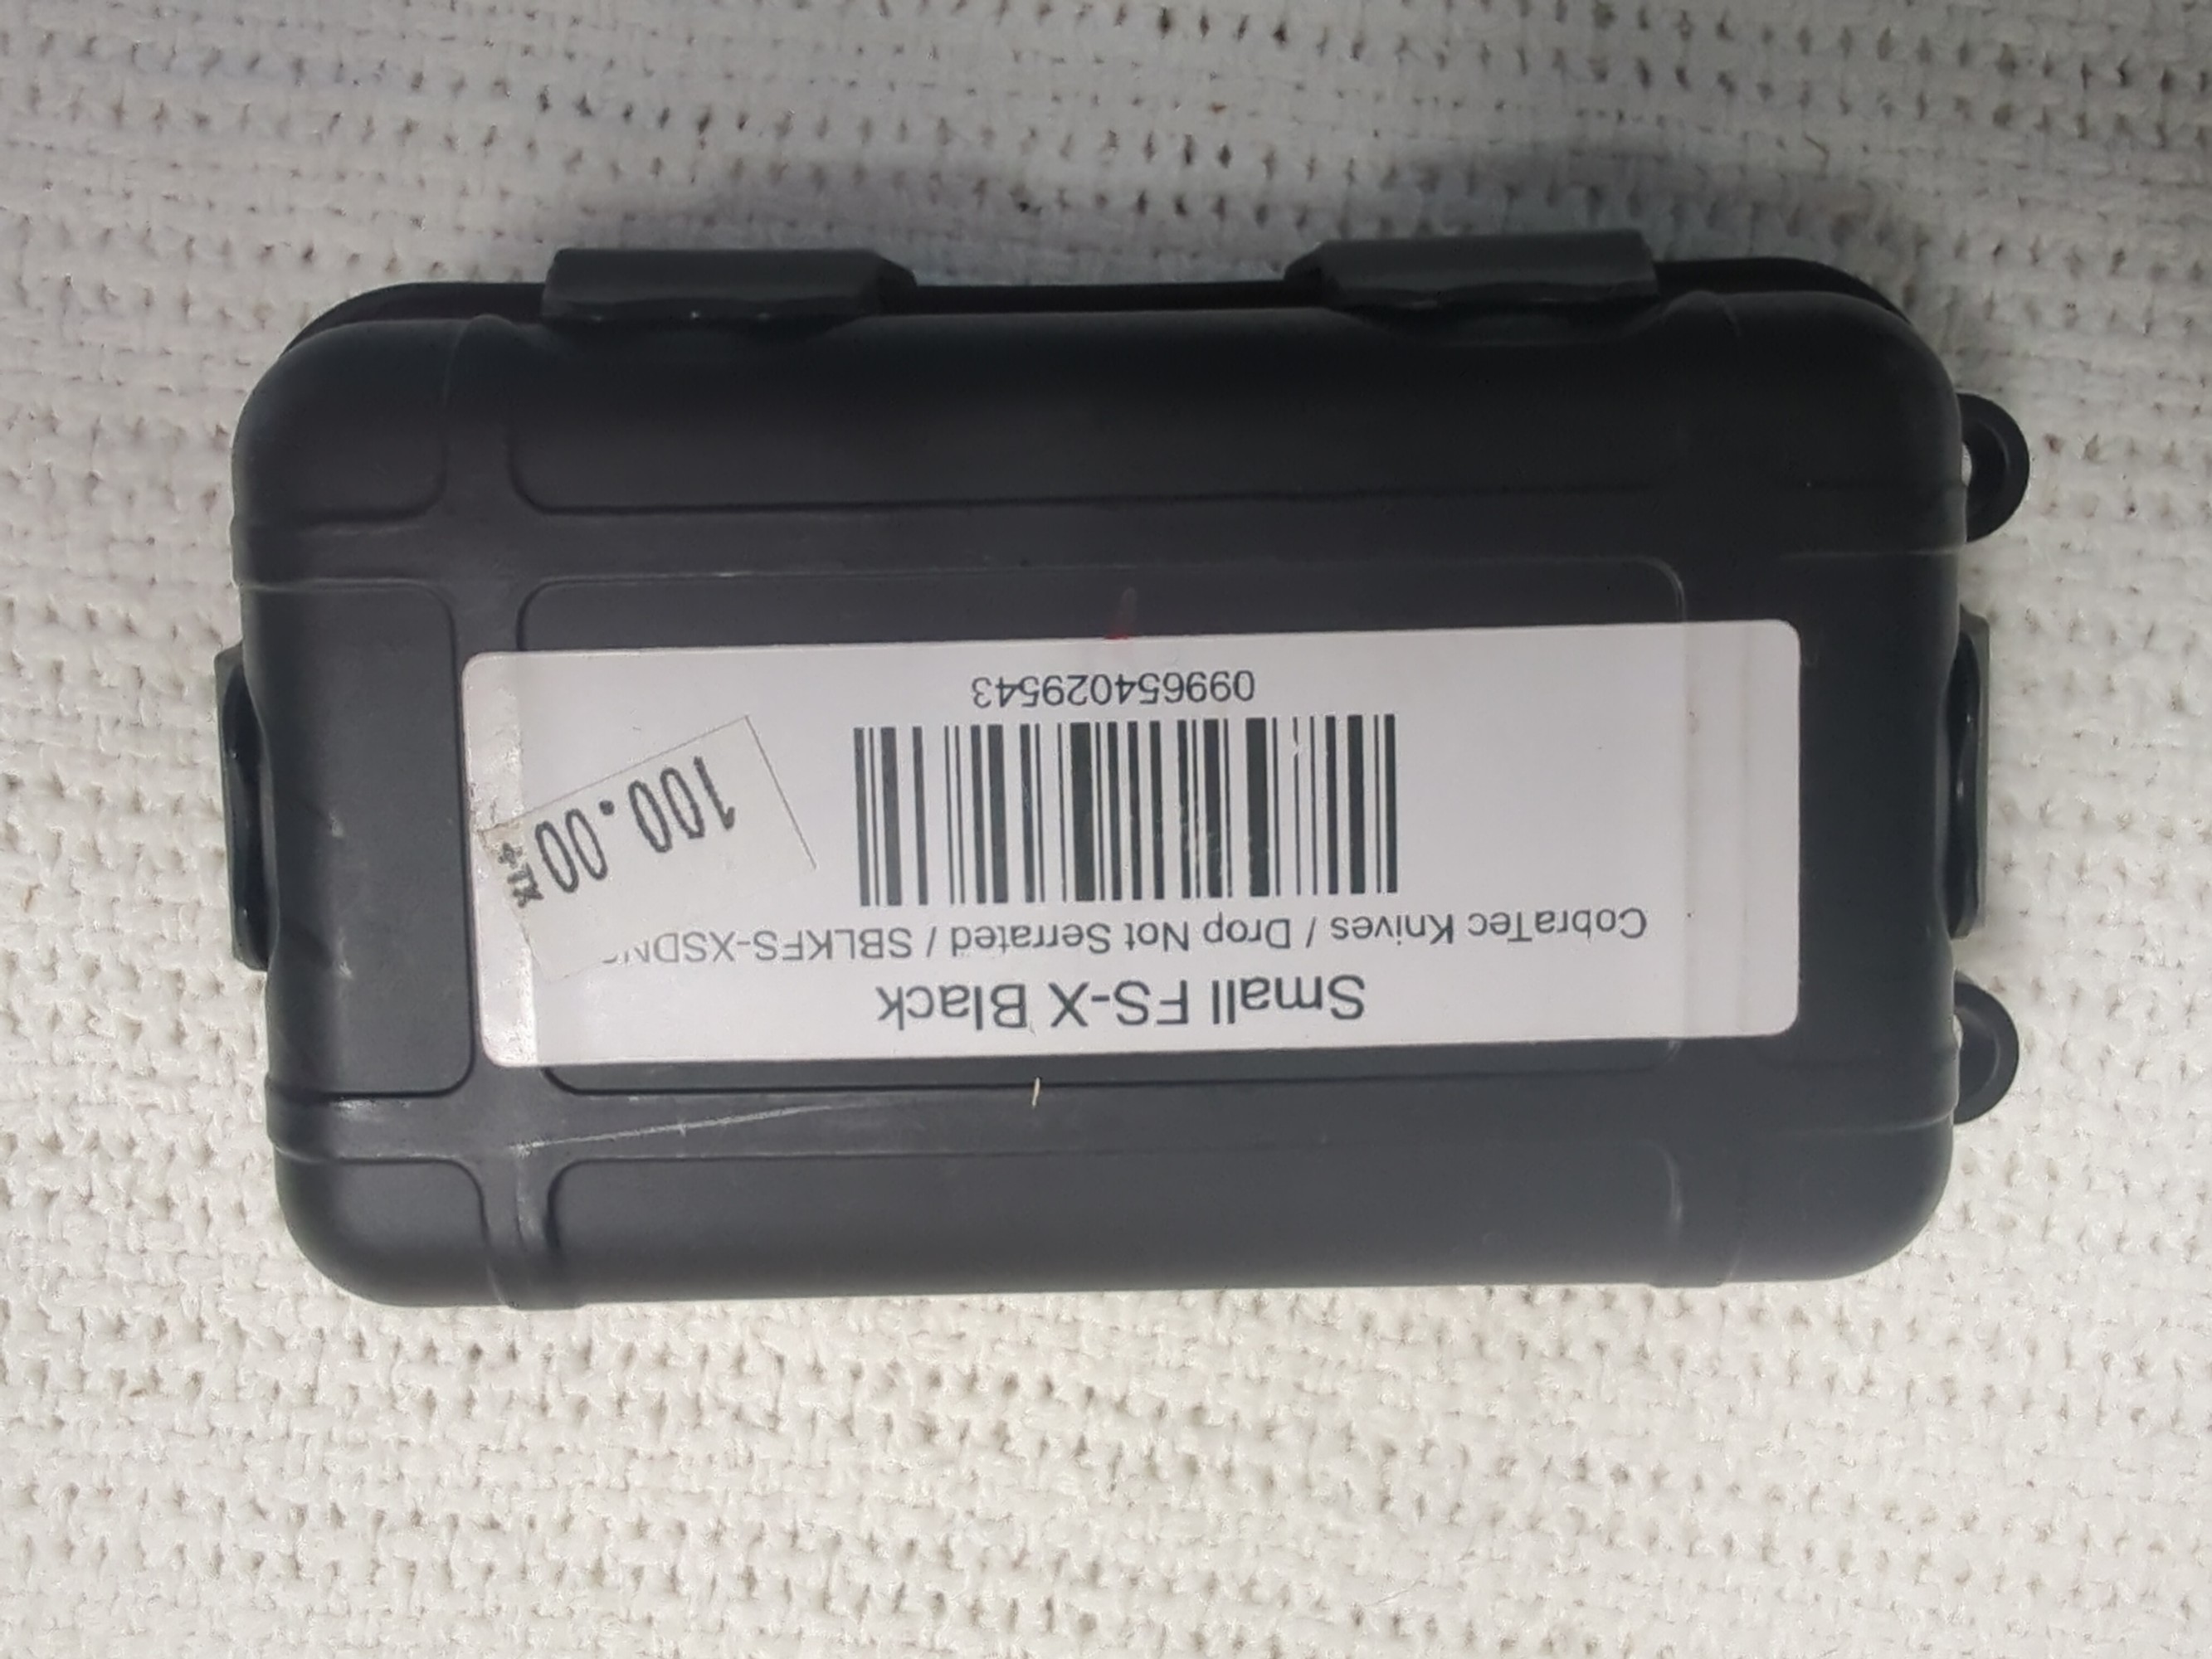 Small FS-X Black
CobraTec Knives / Drop Not Serrated / SBLKFS-XSDN
099654029543
100.00